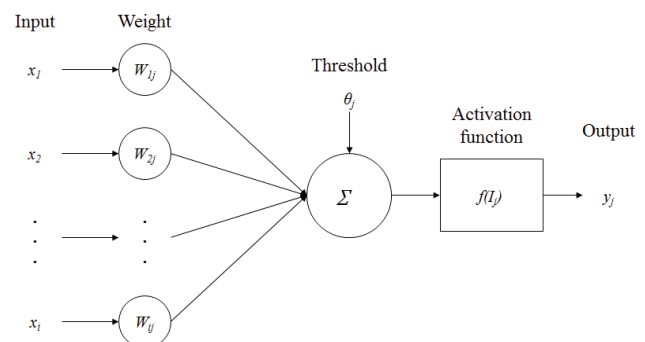 Input
Weight
x1
W1j
Threshold
θj
Activation
function
Output
x2
W2j
Σ
f(Ij)
yj
.
.
.
.
.
.
xi
Wij